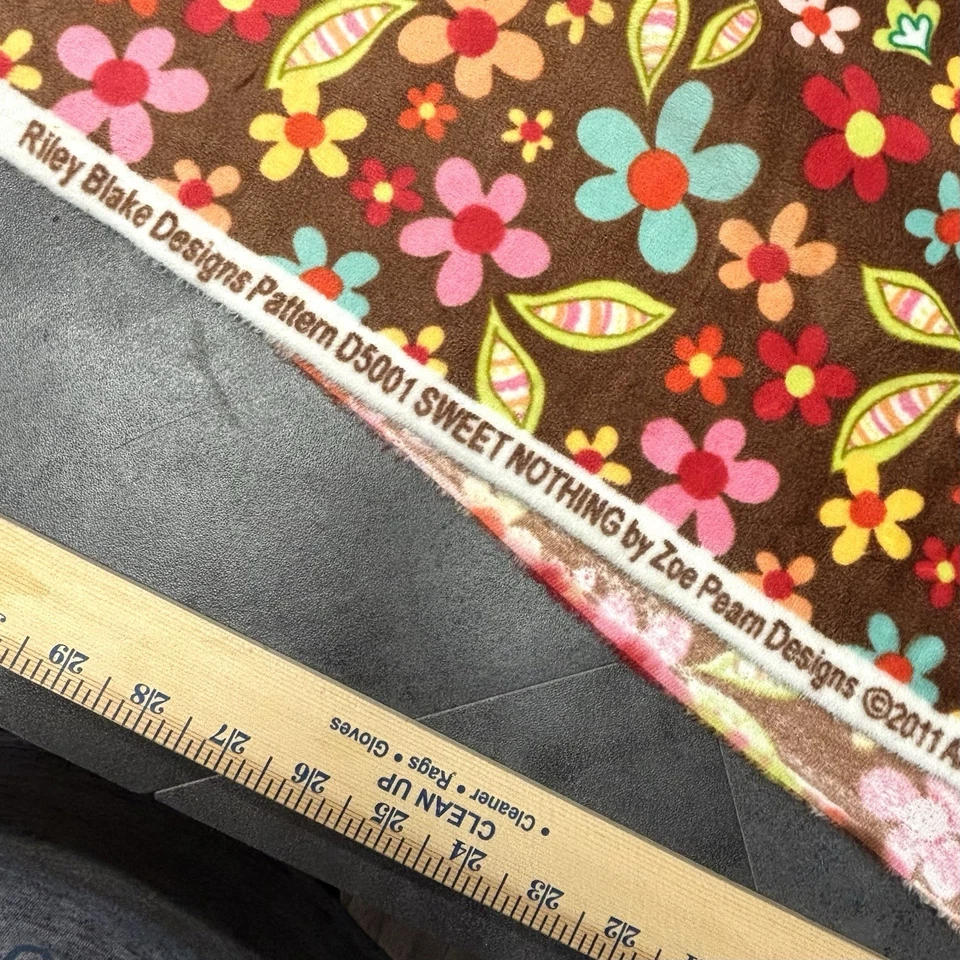 Riley Blake Designs Pattern D5001 SWEET NOTHING by Zoe Pearn Designs ©2011 A
CLEAN UP
• Cleaner • Rags • Gloves
22 23 24 25 26 27 28 29